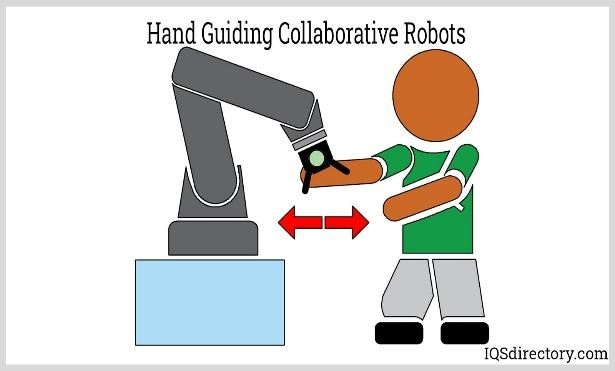 Hand Guiding Collaborative Robots
IQSdirectory.com